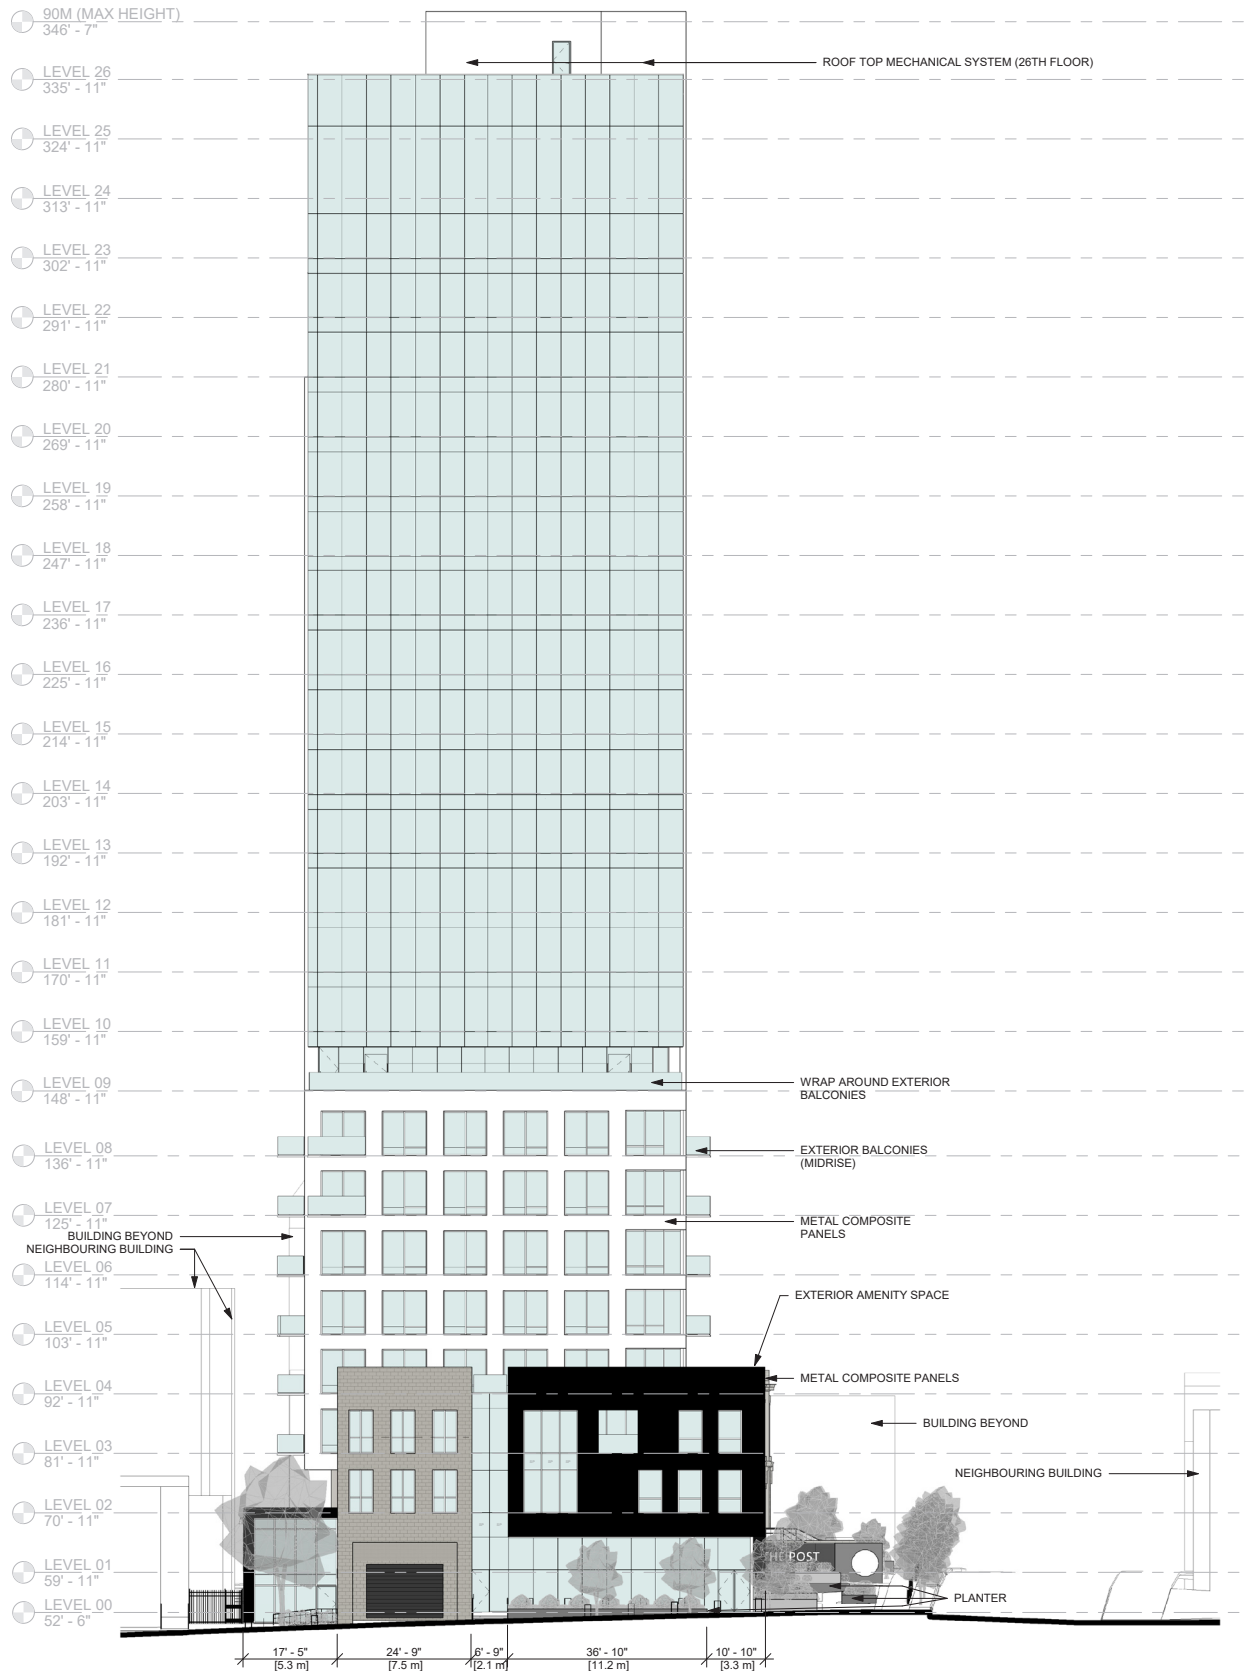 90M (MAX HEIGHT)
346' - 7"
ROOF TOP MECHANICAL SYSTEM (26TH FLOOR)
LEVEL 26
335' - 11"
LEVEL 25
324' - 11"
LEVEL 24
313' - 11"
LEVEL 23
302' - 11"
LEVEL 22
291' - 11"
LEVEL 21
280' - 11"
LEVEL 20
269' - 11"
LEVEL 19
258' - 11"
LEVEL 18
247' - 11"
LEVEL 17
236' - 11"
LEVEL 16
225' - 11"
LEVEL 15
214' - 11"
LEVEL 14
203' - 11"
LEVEL 13
192' - 11"
LEVEL 12
181' - 11"
LEVEL 11
170' - 11"
LEVEL 10
159' - 11"
LEVEL 09
148' - 11"
WRAP AROUND EXTERIOR
BALCONIES
LEVEL 08
136' - 11"
EXTERIOR BALCONIES
(MIDRISE)
LEVEL 07
125' - 11"
METAL COMPOSITE
PANELS
BUILDING BEYOND
NEIGHBOURING BUILDING
LEVEL 06
114' - 11"
EXTERIOR AMENITY SPACE
LEVEL 05
103' - 11"
METAL COMPOSITE PANELS
LEVEL 04
92' - 11"
BUILDING BEYOND
LEVEL 03
81' - 11"
NEIGHBOURING BUILDING
LEVEL 02
70' - 11"
THE POST
LEVEL 01
59' - 11"
PLANTER
LEVEL 00
52' - 6"
17' - 5" 24' - 9" 6' - 9" 36' - 10" 10' - 10"
[5.3 m] [7.5 m] [2.1 m] [11.2 m] [3.3 m]